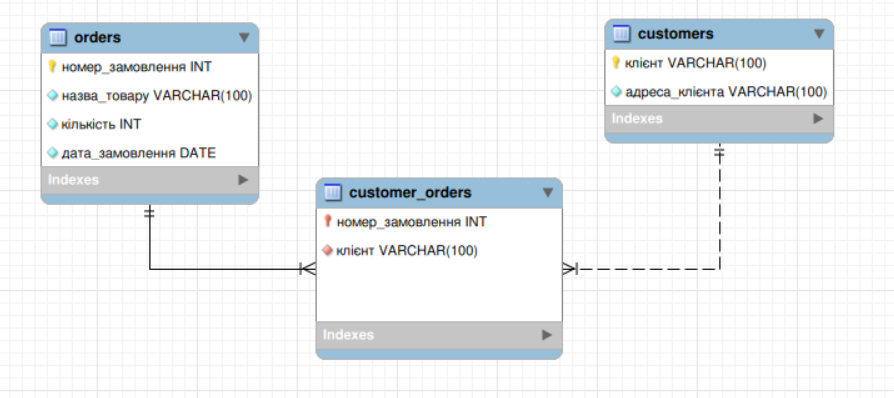 orders
номер_замовлення INT
назва_товару VARCHAR(100)
кількість INT
дата_замовлення DATE
Indexes
customers
клієнт VARCHAR(100)
адреса_клієнта VARCHAR(100)
Indexes
customer_orders
номер_замовлення INT
клієнт VARCHAR(100)
Indexes